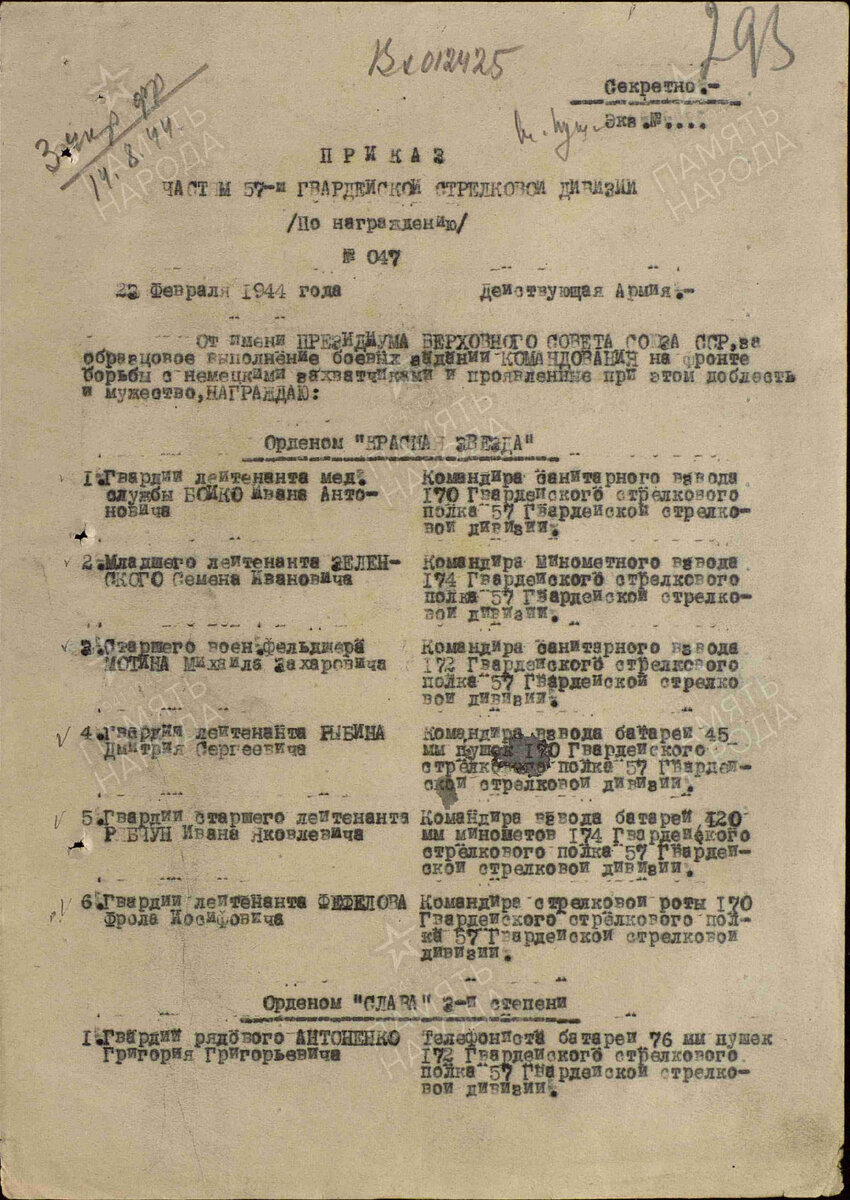 293
Вх 012425
Секретно.-
Экз.№....
14.8.44.
ПРИКАЗ
ЧАСТЯМ 57-й ГВАРДЕЙСКОЙ СТРЕЛКОВОЙ ДИВИЗИИ
/По награждению/
№ 047
23 Февраля 1944 года Действующая Армия.-
От имени ПРЕЗИДИУМА ВЕРХОВНОГО СОВЕТА СОЮЗА ССР,за
образцовое выполнение боевых заданий КОМАНДОВАНИЯ на фронте
борьбы с немецкими захватчиками и проявленные при этом доблесть
и мужество,НАГРАЖДАЮ:
Орденом "КРАСНАЯ ЗВЕЗДА"
1.Гвардии лейтенанта мед. Командира санитарного взвода
службы БОЙКО Ивана Анто- 170 Гвардейского стрелкового
новича полка 57 Гвардейской стрелко-
вой дивизии.
2.Младшего лейтенанта ЗЕЛЕН- Командира минометного взвода
СКОГО Семена Ивановича 174 Гвардейского стрелкового
полка 57 Гвардейской стрелко-
вой дивизии.
3.Старшего воен.фельдшера Командира санитарного взвода
МОТИНА Михаила Захаровича 172 Гвардейского стрелкового
полка 57 Гвардейской стрелко
вой дивизии.
4.Гвардии лейтенанта РЫБИНА Командира взвода батареи 45
Дмитрия Сергеевича мм пушек 170 Гвардейского
стрелкового полка 57 Гвардей-
ской стрелковой дивизии.
5.Гвардии старшего лейтенанта Командира взвода батареи 120
РЯБЧУН Ивана Яковлевича мм минометов 174 Гвардейского
стрелкового полка 57 Гвардей-
ской стрелковой дивизии.
6.Гвардии лейтенанта ФЕФЕЛОВА Командира стрелковой роты 170
Фрола Иосифовича Гвардейского стрелкового пол-
ка 57 Гвардейской стрелковой
дивизии.
Орденом "СЛАВА" 3-й степени
1.Гвардии рядового АНТОНЕНКО Телефониста батареи 76 мм пушек
Григория Григорьевича 172 Гвардейского стрелкового
полка 57 Гвардейской стрелко-
вой дивизии.
ПАМЯТЬ НАРОДА